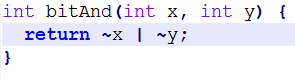 int bitAnd(int x, int y) {
  return ~x | ~y;
}